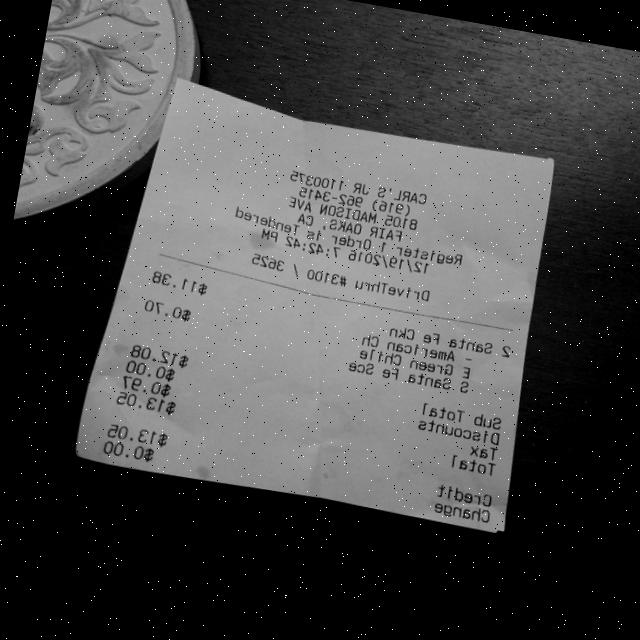 CARL'S JR 1100375
(916) 962-3415
8105 MADISON AVE
FAIR OAKS, CA
Register 1 Order is Tendered
12/19/2016 7:42:42 PM
DriveThru #3100 / 3625
2 Santa Fe Ckn $11.38
- American Ch
E Green Chile $0.70
S Santa Fe Sce
Sub Total $12.08
Discounts $0.00
Tax $0.97
Total $13.05
Credit $13.05
Change $0.00